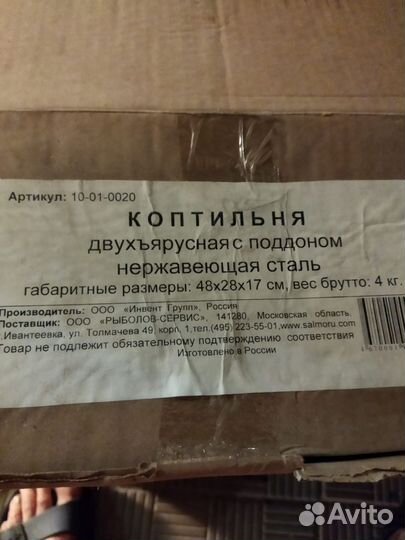 Артикул: 10-01-0020
КОПТИЛЬНЯ
двухъярусная с поддоном
нержавеющая сталь
габаритные размеры: 48х28х17 см, вес брутто: 4 кг.
Производитель: ООО «Инвент Групп», Россия
Поставщик: ООО «РЫБОЛОВ-СЕРВИС», 141280, Московская область,
.Ивантеевка, ул. Толмачева 49, корп. 1,тел.(495) 223-55-01,www.salmoru.com
Товар не подлежит обязательному подтверждению соответствия
Изготовлено в России
Avito